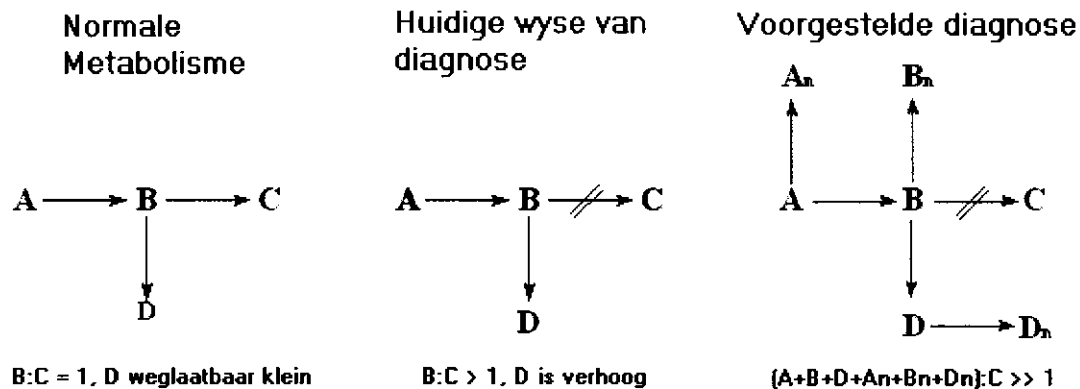 Normale
Metabolisme
A
B
C
D
B:C = 1, D weglaatbaar klein
Huidige wyse van
diagnose
A
B
C
D
B:C > 1, D is verhoog
Voorgestelde diagnose
An
Bn
A
B
C
D
Dn
(A+B+D+An+Bn+Dn):C >> 1